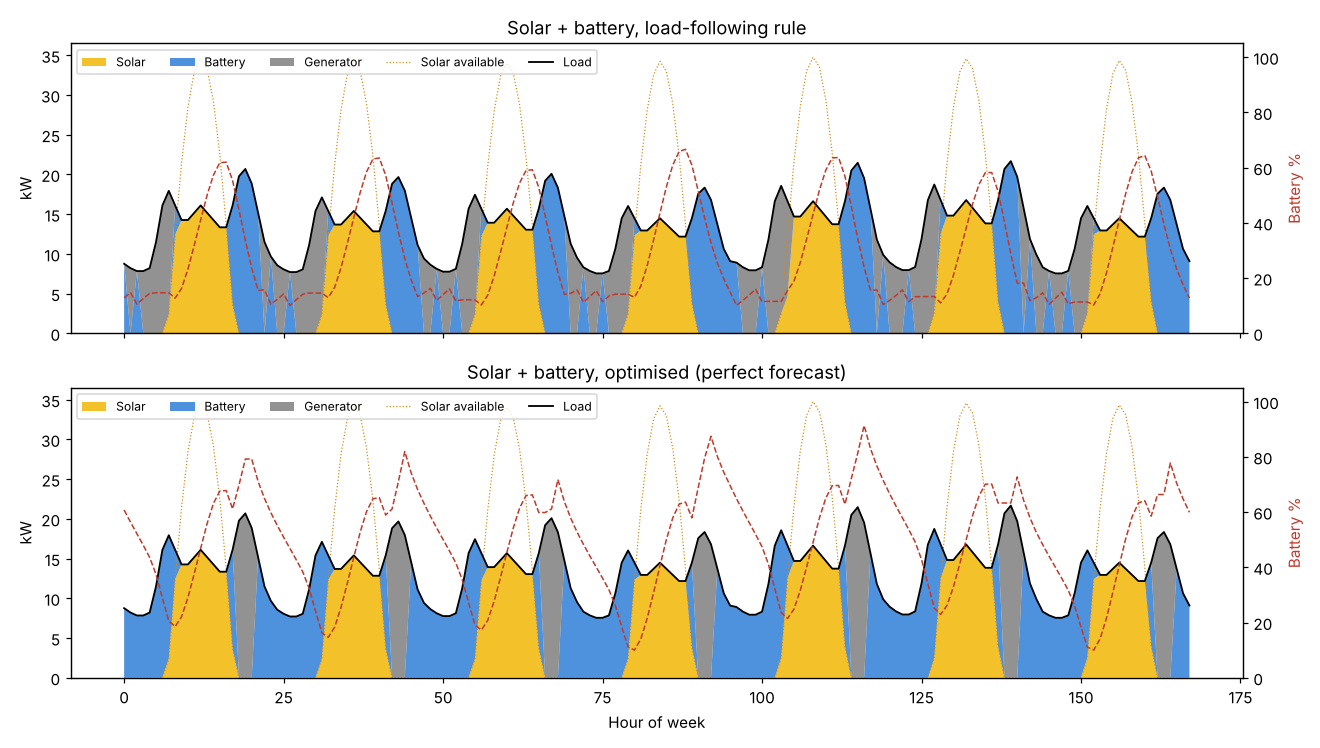 Solar + battery, load-following rule
Solar Battery Generator Solar available Load
35
30
25
20
15
10
5
0
kW
100
80
60
40
20
0
Battery %
Solar + battery, optimised (perfect forecast)
Solar Battery Generator Solar available Load
35
30
25
20
15
10
5
0
kW
100
80
60
40
20
0
Battery %
0 25 50 75 100 125 150 175
Hour of week